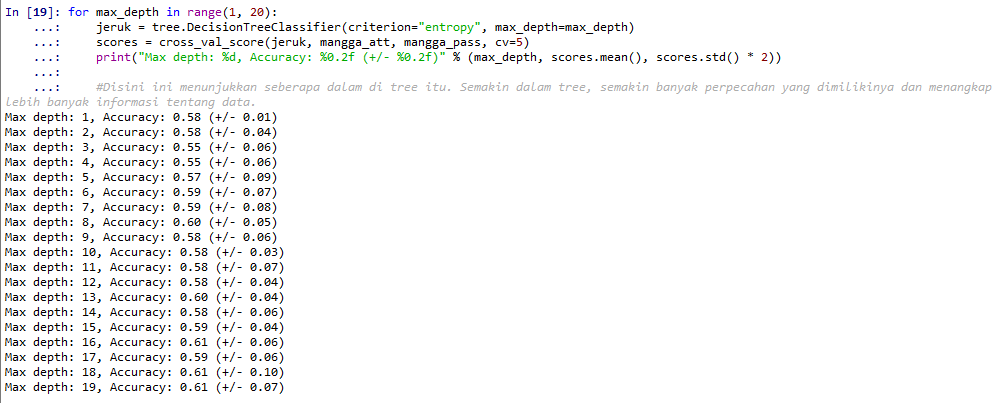 In [19]: for max_depth in range(1, 20):
    ...:     jeruk = tree.DecisionTreeClassifier(criterion="entropy", max_depth=max_depth)
    ...:     scores = cross_val_score(jeruk, mangga_att, mangga_pass, cv=5)
    ...:     print("Max depth: %d, Accuracy: %0.2f (+/- %0.2f)" % (max_depth, scores.mean(), scores.std() * 2))
    ...:
    ...:     #Disini ini menunjukkan seberapa dalam di tree itu. Semakin dalam tree, semakin banyak perpecahan yang dimilikinya dan menangkap
lebih banyak informasi tentang data.
Max depth: 1, Accuracy: 0.58 (+/- 0.01)
Max depth: 2, Accuracy: 0.58 (+/- 0.04)
Max depth: 3, Accuracy: 0.55 (+/- 0.06)
Max depth: 4, Accuracy: 0.55 (+/- 0.06)
Max depth: 5, Accuracy: 0.57 (+/- 0.09)
Max depth: 6, Accuracy: 0.59 (+/- 0.07)
Max depth: 7, Accuracy: 0.59 (+/- 0.08)
Max depth: 8, Accuracy: 0.60 (+/- 0.05)
Max depth: 9, Accuracy: 0.58 (+/- 0.06)
Max depth: 10, Accuracy: 0.58 (+/- 0.03)
Max depth: 11, Accuracy: 0.58 (+/- 0.07)
Max depth: 12, Accuracy: 0.58 (+/- 0.04)
Max depth: 13, Accuracy: 0.60 (+/- 0.04)
Max depth: 14, Accuracy: 0.58 (+/- 0.06)
Max depth: 15, Accuracy: 0.59 (+/- 0.04)
Max depth: 16, Accuracy: 0.61 (+/- 0.06)
Max depth: 17, Accuracy: 0.59 (+/- 0.06)
Max depth: 18, Accuracy: 0.61 (+/- 0.10)
Max depth: 19, Accuracy: 0.61 (+/- 0.07)